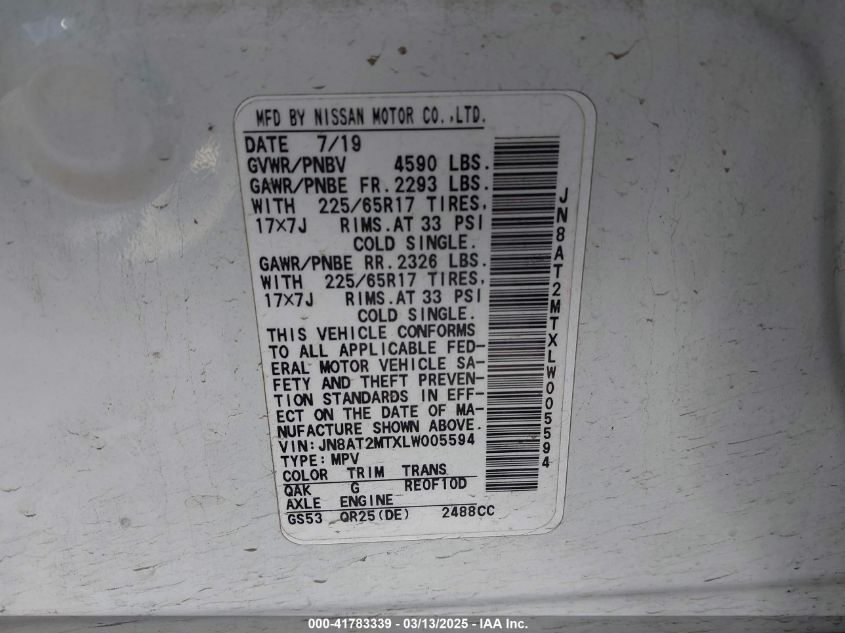 MFD BY NISSAN MOTOR CO.,LTD.
DATE 7/19
GVWR/PNBV 4590 LBS.
GAWR/PNBE FR. 2293 LBS.
WITH 225/65R17 TIRES,
17×7J RIMS.AT 33 PSI
COLD SINGLE.
GAWR/PNBE RR. 2326 LBS.
WITH 225/65R17 TIRES,
17×7J RIMS.AT 33 PSI
COLD SINGLE.
THIS VEHICLE CONFORMS
TO ALL APPLICABLE FED-
ERAL MOTOR VEHICLE SA-
FETY AND THEFT PREVEN-
TION STANDARDS IN EFF-
ECT ON THE DATE OF MA-
NUFACTURE SHOWN ABOVE.
VIN:JN8AT2MTXLW005594
TYPE:MPV
COLOR TRIM TRANS
QAK G RE0F10D
AXLE ENGINE
GS53 QR25(DE) 2488CC
JN8AT2MTXLW005594
000-41783339 / 03/13/2025 - IAA Inc.